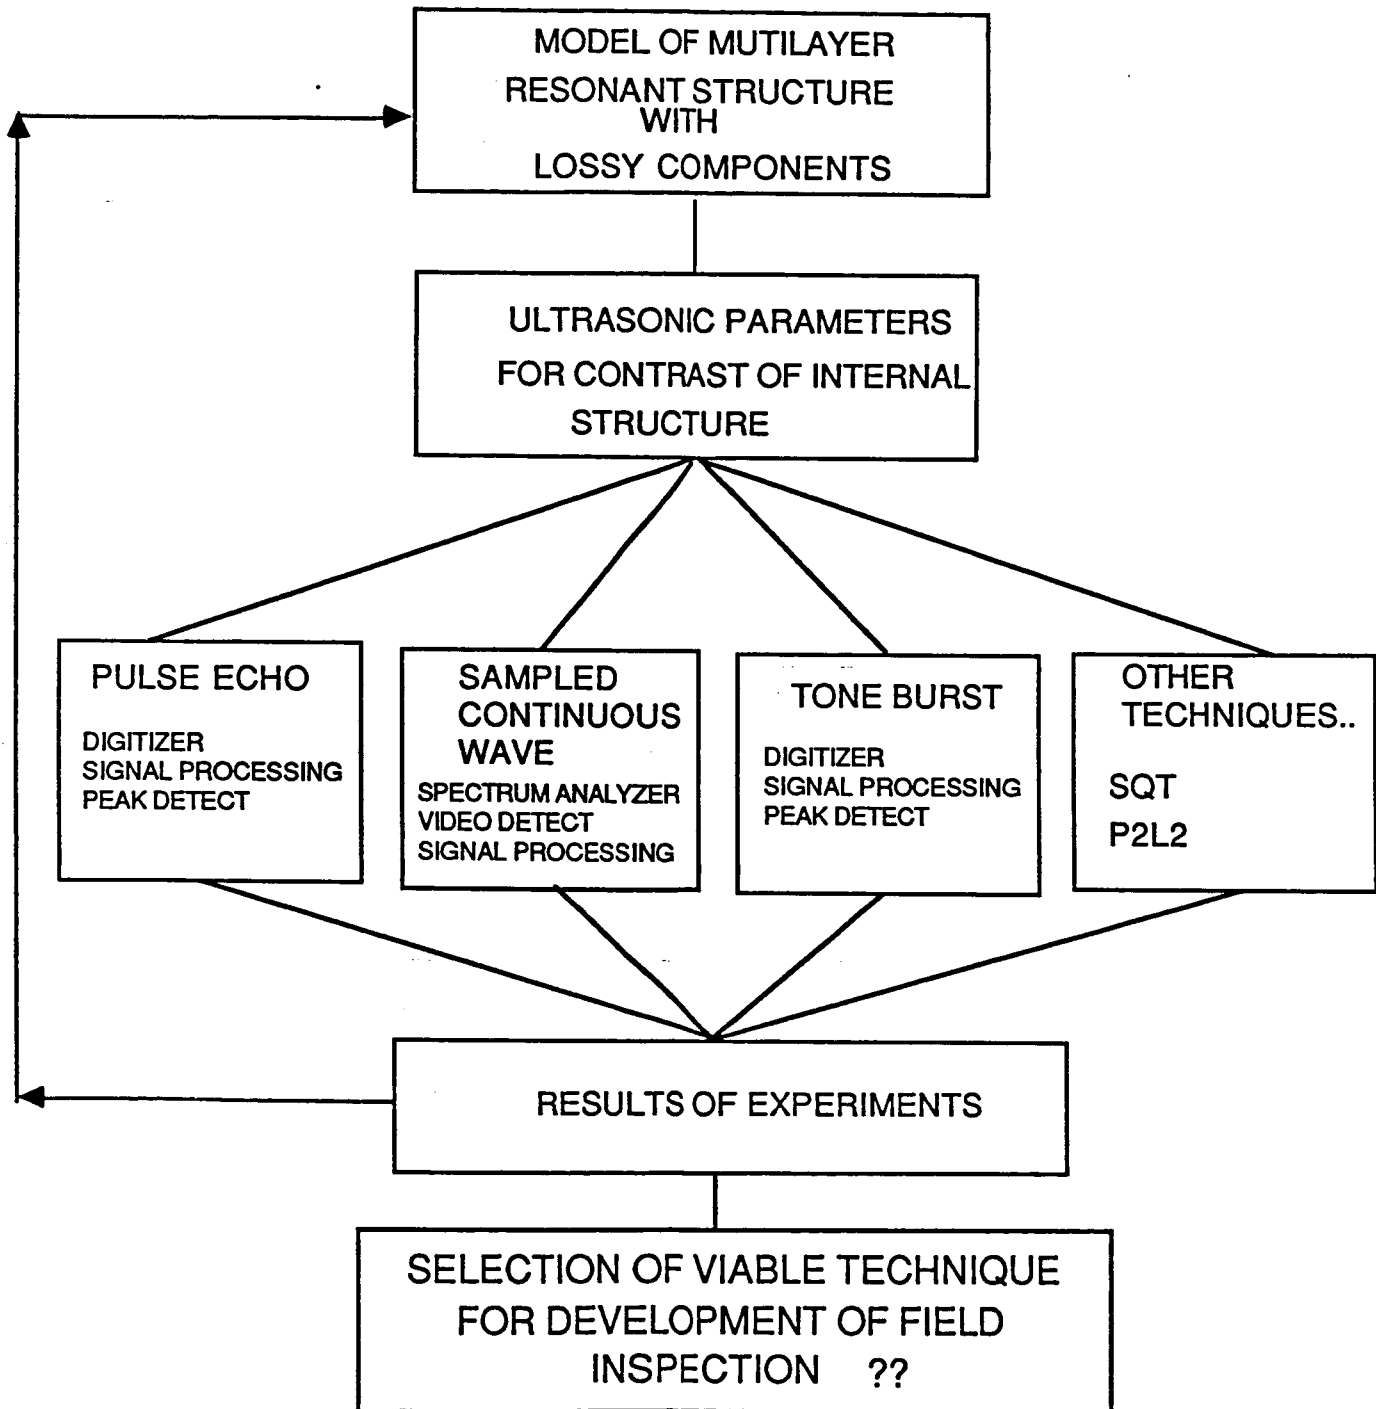 MODEL OF MUTILAYER
RESONANT STRUCTURE
WITH
LOSSY COMPONENTS
ULTRASONIC PARAMETERS
FOR CONTRAST OF INTERNAL
STRUCTURE
PULSE ECHO
DIGITIZER
SIGNAL PROCESSING
PEAK DETECT
SAMPLED
CONTINUOUS
WAVE
SPECTRUM ANALYZER
VIDEO DETECT
SIGNAL PROCESSING
TONE BURST
DIGITIZER
SIGNAL PROCESSING
PEAK DETECT
OTHER
TECHNIQUES..
SQT
P2L2
RESULTS OF EXPERIMENTS
SELECTION OF VIABLE TECHNIQUE
FOR DEVELOPMENT OF FIELD
INSPECTION ??